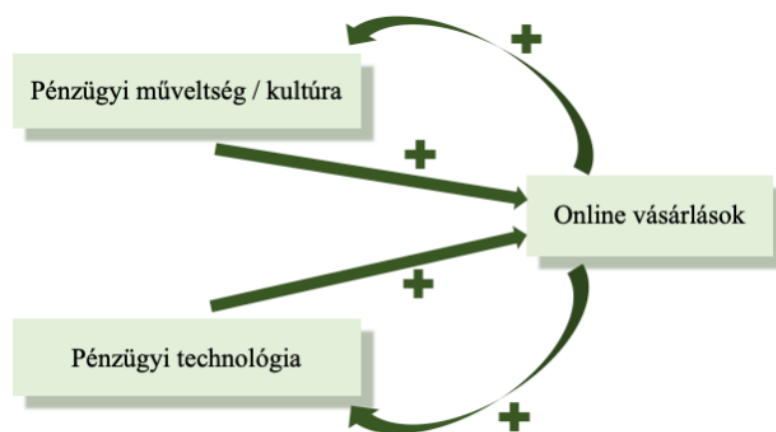 Pénzügyi műveltség / kultúra
Online vásárlások
Pénzügyi technológia